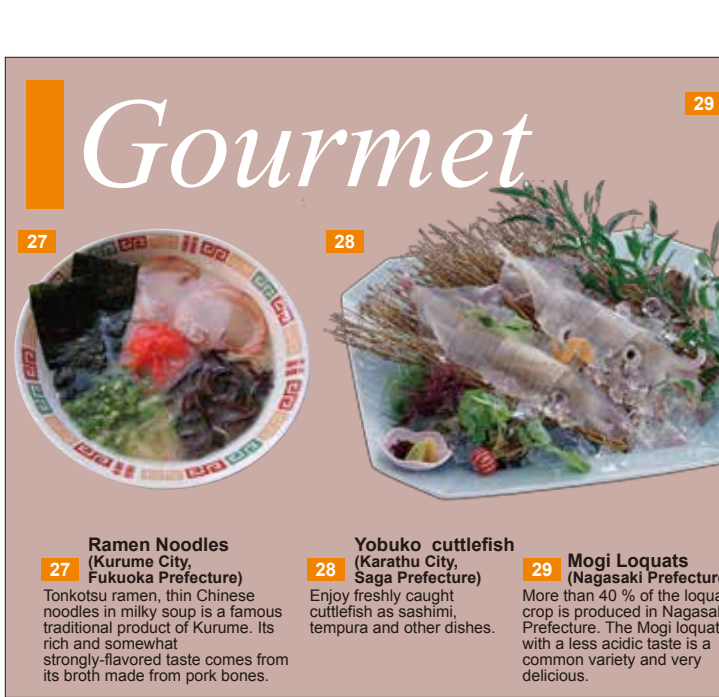 Gourmet
29
27
28
27
Ramen Noodles
(Kurume City,
Fukuoka Prefecture)
Tonkotsu ramen, thin Chinese
noodles in milky soup is a famous
traditional product of Kurume. Its
rich and somewhat
strongly-flavored taste comes from
its broth made from pork bones.
28
Yobuko cuttlefish
(Karathu City,
Saga Prefecture)
Enjoy freshly caught
cuttlefish as sashimi,
tempura and other dishes.
29
Mogi Loquats
(Nagasaki Prefecture
More than 40 % of the
crop is produced in
Prefecture. The Mogi
with a less acidic taste is a
common variety and very
delicious.